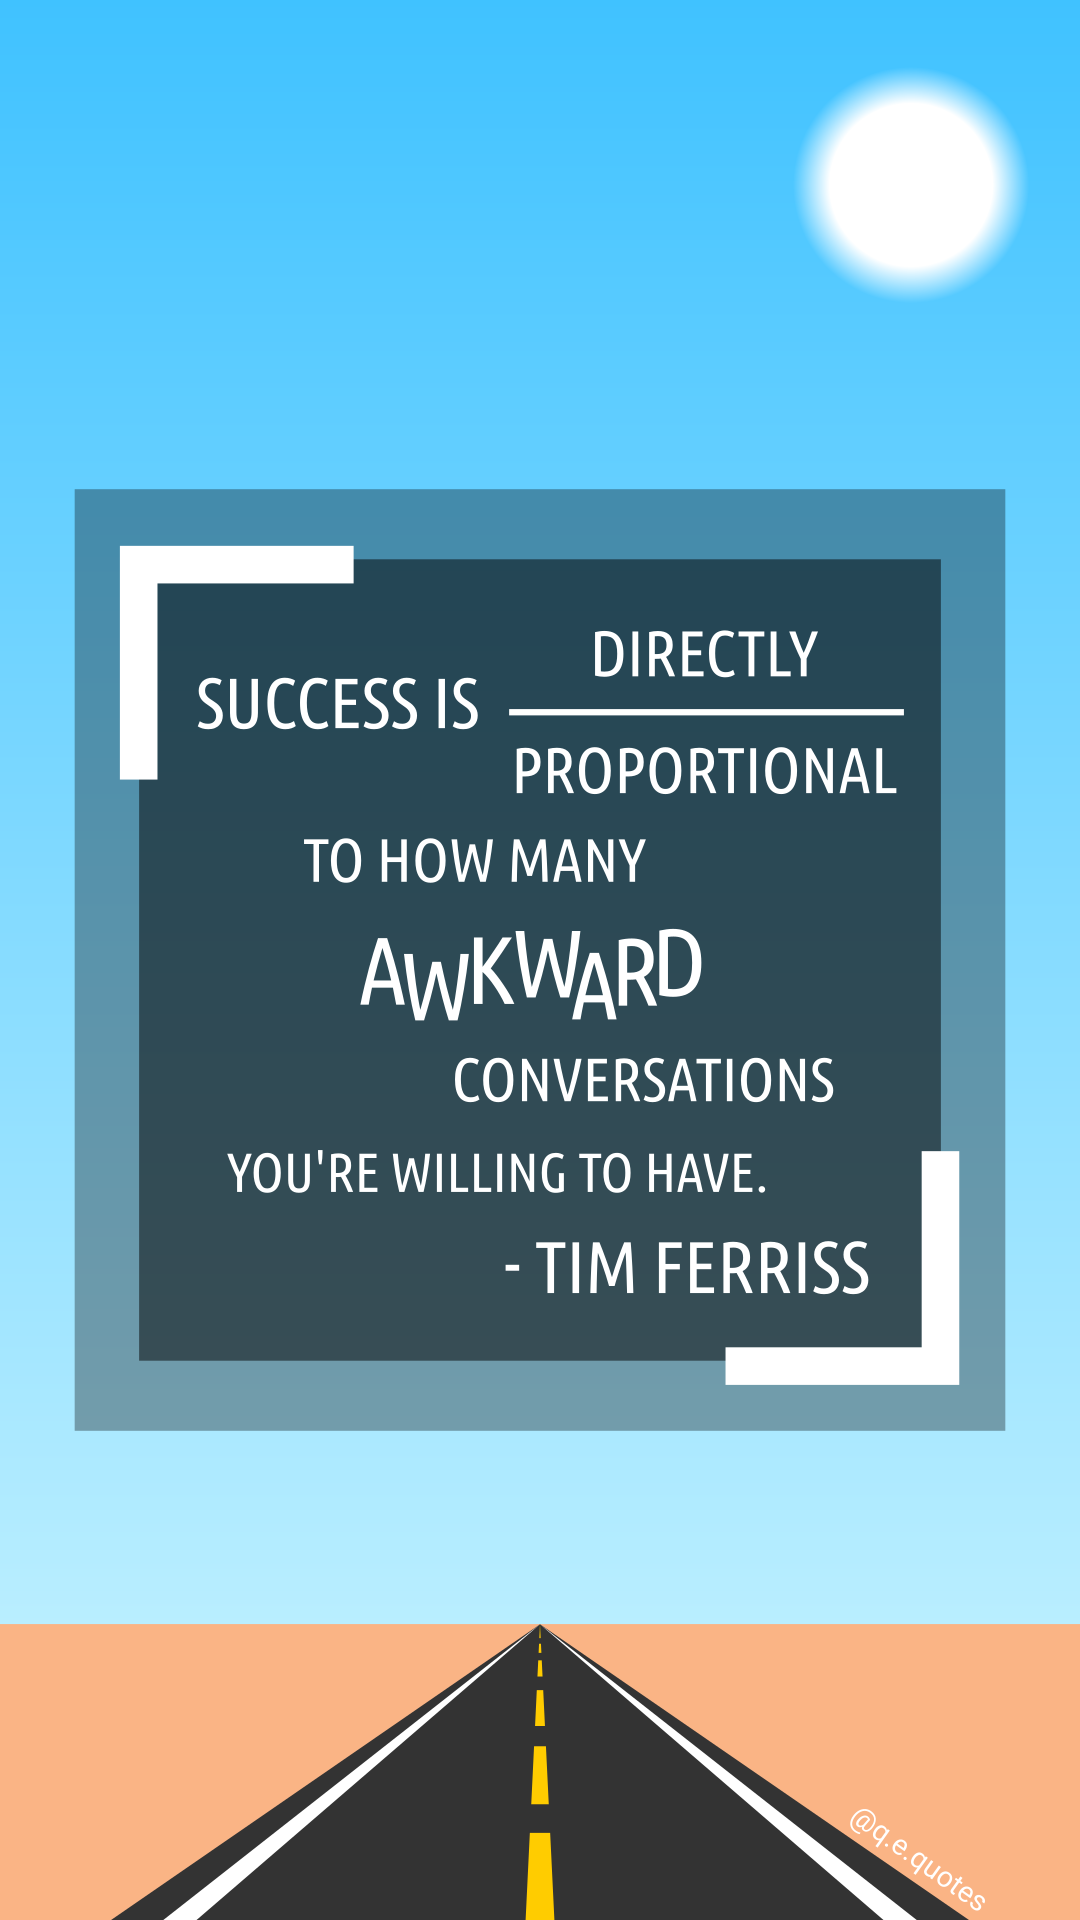 SUCCESS IS
DIRECTLY
PROPORTIONAL
TO HOW MANY
AWKWARD
CONVERSATIONS
YOU'RE WILLING TO HAVE.
- TIM FERRISS
@q.e.quotes